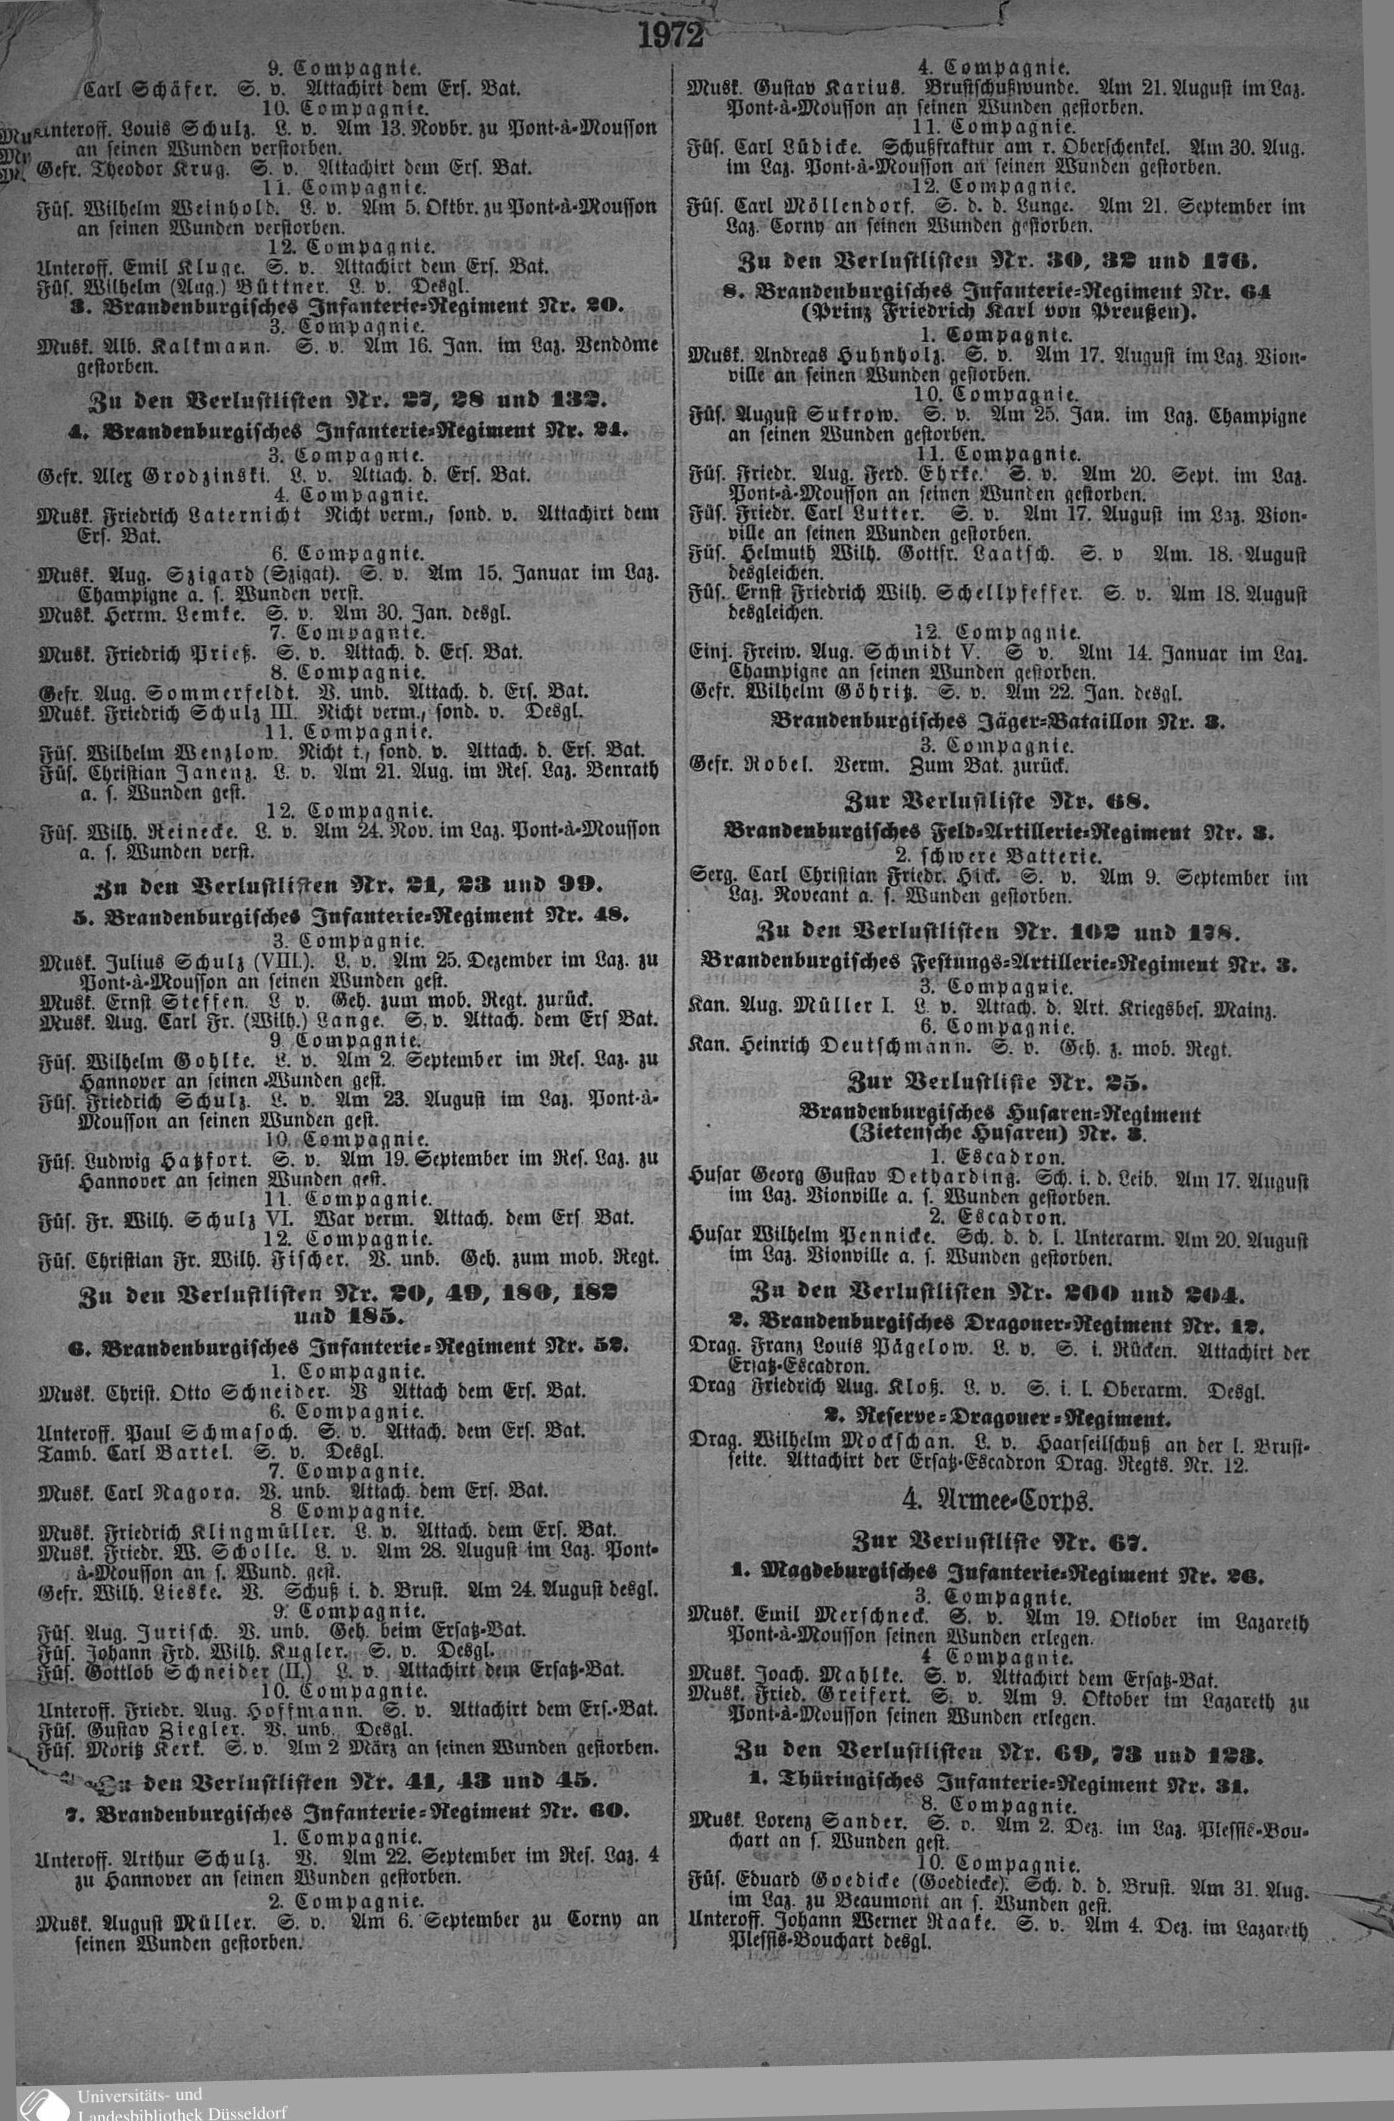 1972
9. Compagnie.
Carl Schäfer. S. v. Attachirt dem Ers. Bat.
10. Compagnie.
Unteroff. Louis Schulz. L. v. Am 13. Novbr. zu Pont-à-Mousson
an seinen Wunden verstorben.
Gefr. Theodor Krug. S. v. Attachirt dem Ers. Bat.
11. Compagnie.
Füs. Wilhelm Weinhold. L. v. Am 5. Oktbr. zu Pont-à-Mousson
an seinen Wunden verstorben.
12. Compagnie.
Unteroff. Emil Kluge. S. v. Attachirt dem Ers. Bat.
Füs. Wilhelm (Aug.) Büttner. L. v. Desgl.
3. Brandenburgisches Infanterie-Regiment Nr. 20.
3. Compagnie.
Musk. Alb. Kalkmann. S. v. Am 16. Jan. im Laz. Vendôme
gestorben.
Zu den Verlustlisten Nr. 27, 28 und 132.
4. Brandenburgisches Infanterie-Regiment Nr. 24.
3. Compagnie.
Gefr. Alex Grodzinski. L. v. Attach. d. Ers. Bat.
4. Compagnie.
Musk. Friedrich Laternicht Nicht verm., sond. v. Attachirt dem
Ers. Bat.
6. Compagnie.
Musk. Aug. Szigard (Szigat). S. v. Am 15. Januar im Laz.
Champigne a. s. Wunden verst.
Musk. Herrm. Lemke. S. v. Am 30. Jan. desgl.
7. Compagnie.
Musk. Friedrich Prietz. S. v. Attach. d. Ers. Bat.
8. Compagnie.
Gefr. Aug. Sommerfeldt. V. unb. Attach. d. Ers. Bat.
Musk. Friedrich Schulz III. Nicht verm., sond. v. Desgl.
11. Compagnie.
Füs. Wilhelm Wenzlow. Nicht t., sond. v. Attach. d. Ers. Bat.
Füs. Christian Janenz. L. v. Am 21. Aug. im Res. Laz. Benrath
a. s. Wunden gest.
12. Compagnie.
Füs. Wilh. Reinecke. L. v. Am 24. Nov. im Laz. Pont-à-Mousson
a. s. Wunden verst.
Zu den Verlustlisten Nr. 21, 23 und 99.
5. Brandenburgisches Infanterie-Regiment Nr. 48.
3. Compagnie.
Musk. Julius Schulz (VIII.). L. v. Am 25. Dezember im Laz. zu
Pont-à-Mousson an seinen Wunden gest.
Musk. Ernst Steffen. L v. Geh. zum mob. Regt. zurück.
Musk. Aug. Carl Fr. (Wilh.) Lange. S. v. Attach. dem Ers Bat.
9 Compagnie.
Füs. Wilhelm Gohlke. L. v. Am 2. September im Res. Laz. zu
Hannover an seinen Wunden gest.
Füs. Friedrich Schulz. L. v. Am 23. August im Laz. Pont-à-
Mousson an seinen Wunden gest.
10. Compagnie.
Füs. Ludwig Hatzfort. S. v. Am 19. September im Res. Laz. zu
Hannover an seinen Wunden gest.
11. Compagnie.
Füs. Fr. Wilh. Schulz VI. War verm. Attach. dem Ers Bat.
12. Compagnie.
Füs. Christian Fr. Wilh. Fischer. V. unb. Geh. zum mob. Regt.
Zu den Verlustlisten Nr. 20, 49, 180, 182
und 185.
6. Brandenburgisches Infanterie-Regiment Nr. 52.
1. Compagnie.
Musk. Christ. Otto Schneider. V Attach dem Ers. Bat.
6. Compagnie.
Unteroff. Paul Schmasoch. S. v. Attach. dem Ers. Bat.
Tamb. Carl Bartel. S. v. Desgl.
7. Compagnie.
Musk. Carl Nagora. V. unb. Attach. dem Ers. Bat.
8 Compagnie.
Musk. Friedrich Klingmüller. L. v. Attach. dem Ers. Bat.
Musk. Friedr. W. Scholle. L. v. Am 28. August im Laz. Pont-
à-Mousson an s. Wund. gest.
Gefr. Wilh. Lieske. V. Schuß i. d. Brust. Am 24. August desgl.
9. Compagnie.
Füs. Aug. Jurisch. V. unb. Geh. beim Ersatz-Bat.
Füs. Johann Frd. Wilh. Kugler. S. v. Desgl.
Füs. Gottlob Schneider (II.) L. v. Attachirt dem Ersatz-Bat.
10. Compagnie.
Unteroff. Friedr. Aug. Hoffmann. S. v. Attachirt dem Ers.-Bat.
Füs. Gustav Ziegler. V. unb. Desgl.
Füs. Moritz Kerk. S. v. Am 2 März an seinen Wunden gestorben.
Zu den Verlustlisten Nr. 41, 43 und 45.
7. Brandenburgisches Infanterie-Regiment Nr. 60.
1. Compagnie.
Unteroff. Arthur Schulz. V. Am 22. September im Res. Laz. 4
zu Hannover an seinen Wunden gestorben.
2. Compagnie.
Musk. August Müller. S. v. Am 6. September zu Corny an
seinen Wunden gestorben.
4. Compagnie.
Musk. Gustav Karius. Brustschußwunde. Am 21. August im Laz.
Pont-à-Mousson an seinen Wunden gestorben.
11. Compagnie.
Füs. Carl Lüdicke. Schußfraktur am r. Oberschenkel. Am 30. Aug.
im Laz. Pont-à-Mousson an seinen Wunden gestorben.
12. Compagnie.
Füs. Carl Möllendorf. S. d. d. Lunge. Am 21. September im
Laz. Corny an seinen Wunden gestorben.
Zu den Verlustlisten Nr. 30, 32 und 176.
8. Brandenburgisches Infanterie-Regiment Nr. 64
(Prinz Friedrich Karl von Preußen).
1. Compagnie.
Musk. Andreas Huhnholz. S. v. Am 17. August im Laz. Vion-
ville an seinen Wunden gestorben.
10. Compagnie.
Füs. August Sukrow. S. v. Am 25. Jan. im Laz. Champigne
an seinen Wunden gestorben.
11. Compagnie.
Füs. Friedr. Aug. Ferd. Ehrke. S. v. Am 20. Sept. im Laz.
Pont-à-Mousson an seinen Wunden gestorben.
Füs. Friedr. Carl Lutter. S. v. Am 17. August im Laz. Vion-
ville an seinen Wunden gestorben.
Füs. Helmuth Wilh. Gottfr. Laatsch. S. v Am. 18. August
desgleichen.
Füs. Ernst Friedrich Wilh. Schellpfeffer. S. v. Am 18. August
desgleichen.
12. Compagnie.
Einj. Freiw. Aug. Schmidt V. S v. Am 14. Januar im Laz.
Champigne an seinen Wunden gestorben.
Gefr. Wilhelm Göhritz. S. v. Am 22. Jan. desgl.
Brandenburgisches Jäger-Bataillon Nr. 3.
3. Compagnie.
Gefr. Robel. Verm. Zum Bat. zurück.
Zur Verlustliste Nr. 68.
Brandenburgisches Feld-Artillerie-Regiment Nr. 3.
2. schwere Batterie.
Serg. Carl Christian Friedr. Hick. S. v. Am 9. September im
Laz. Noveant a. s. Wunden gestorben.
Zu den Verlustlisten Nr. 102 und 178.
Brandenburgisches Festungs-Artillerie-Regiment Nr. 3.
3. Compagnie.
Kan. Aug. Müller I. L v. Attach. d. Art. Kriegsbes. Mainz.
6. Compagnie.
Kan. Heinrich Deutschmann. S. v. Geh. z. mob. Regt.
Zur Verlustliste Nr. 25.
Brandenburgisches Husaren-Regiment
(Zietensche Husaren) Nr. 3.
1. Escadron.
Husar Georg Gustav Detharding. Sch. i. d. Leib. Am 17. August
im Laz. Vionville a. s. Wunden gestorben.
2. Escadron.
Husar Wilhelm Pennicke. Sch. d. d. l. Unterarm. Am 20. August
im Laz. Vionville a. s. Wunden gestorben.
Zu den Verlustlisten Nr. 200 und 204.
2. Brandenburgisches Dragoner-Regiment Nr. 12.
Drag. Franz Louis Pägelow. L. v. S. i. Rücken. Attachirt der
Ersatz-Escadron.
Drag Friedrich Aug. Kloß. L. v. S. i. l. Oberarm. Desgl.
2. Reserve-Dragoner-Regiment.
Drag. Wilhelm Mockschan. L. v. Haarseilschuß an der l. Brust-
seite. Attachirt der Ersatz-Escadron Drag. Regts. Nr. 12.
4. Armee-Corps.
Zur Verlustliste Nr. 67.
1. Magdeburgisches Infanterie-Regiment Nr. 26.
3. Compagnie.
Musk. Emil Merschneck. S. v. Am 19. Oktober im Lazareth
Pont-à-Mousson seinen Wunden erlegen.
4 Compagnie.
Musk. Joach. Mahlke. S. v. Attachirt dem Ersatz-Bat.
Musk. Fried. Greifert. S. v. Am 9. Oktober im Lazareth zu
Pont-à-Mousson seinen Wunden erlegen.
Zu den Verlustlisten Nr. 69, 73 und 123.
1. Thüringisches Infanterie-Regiment Nr. 31.
8. Compagnie.
Musk. Lorenz Sander. S. v. Am 2. Dez. im Laz. Plessis-Bou-
chart an s. Wunden gest.
10. Compagnie.
Füs. Eduard Goedicke (Goediecke). Sch. d. d. Brust. Am 31. Aug.
im Laz. zu Beaumont an s. Wunden gest.
Unteroff. Johann Werner Raake. S. v. Am 4. Dez. im Lazareth
Plessis-Bouchart desgl.
Universitäts- und
Landesbibliothek Düsseldorf